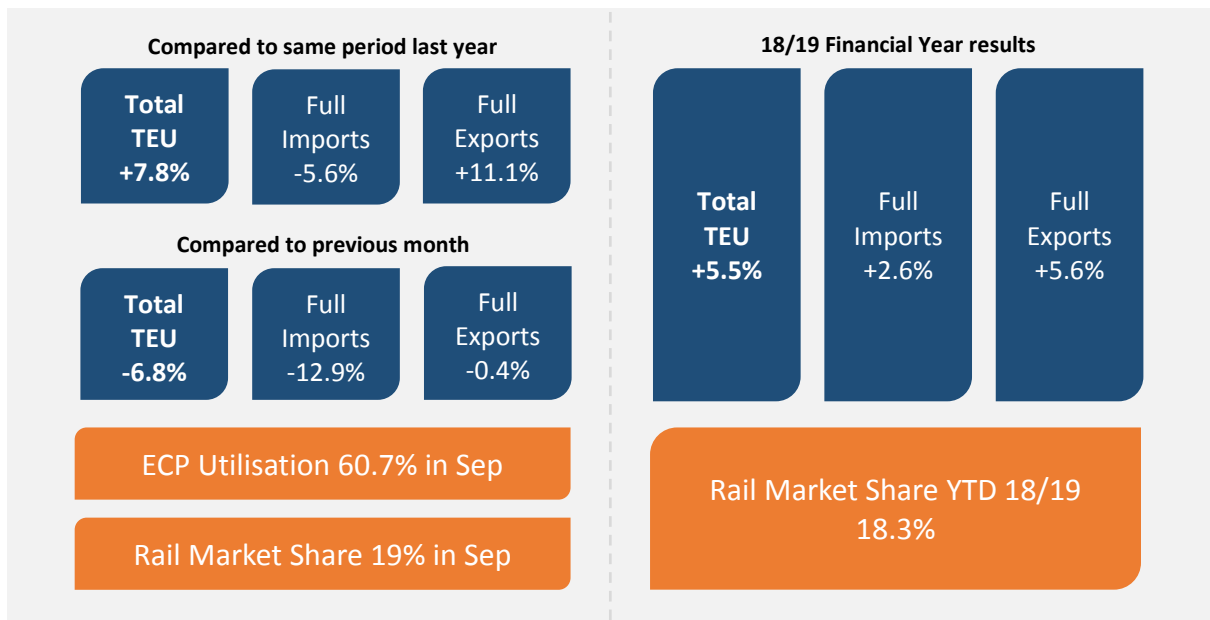 Compared to same period last year
Total
TEU
+7.8%
Full
Imports
-5.6%
Full
Exports
+11.1%
Compared to previous month
Total
TEU
-6.8%
Full
Imports
-12.9%
Full
Exports
-0.4%
ECP Utilisation 60.7% in Sep
Rail Market Share 19% in Sep
18/19 Financial Year results
Total
TEU
+5.5%
Full
Imports
+2.6%
Full
Exports
+5.6%
Rail Market Share YTD 18/19
18.3%